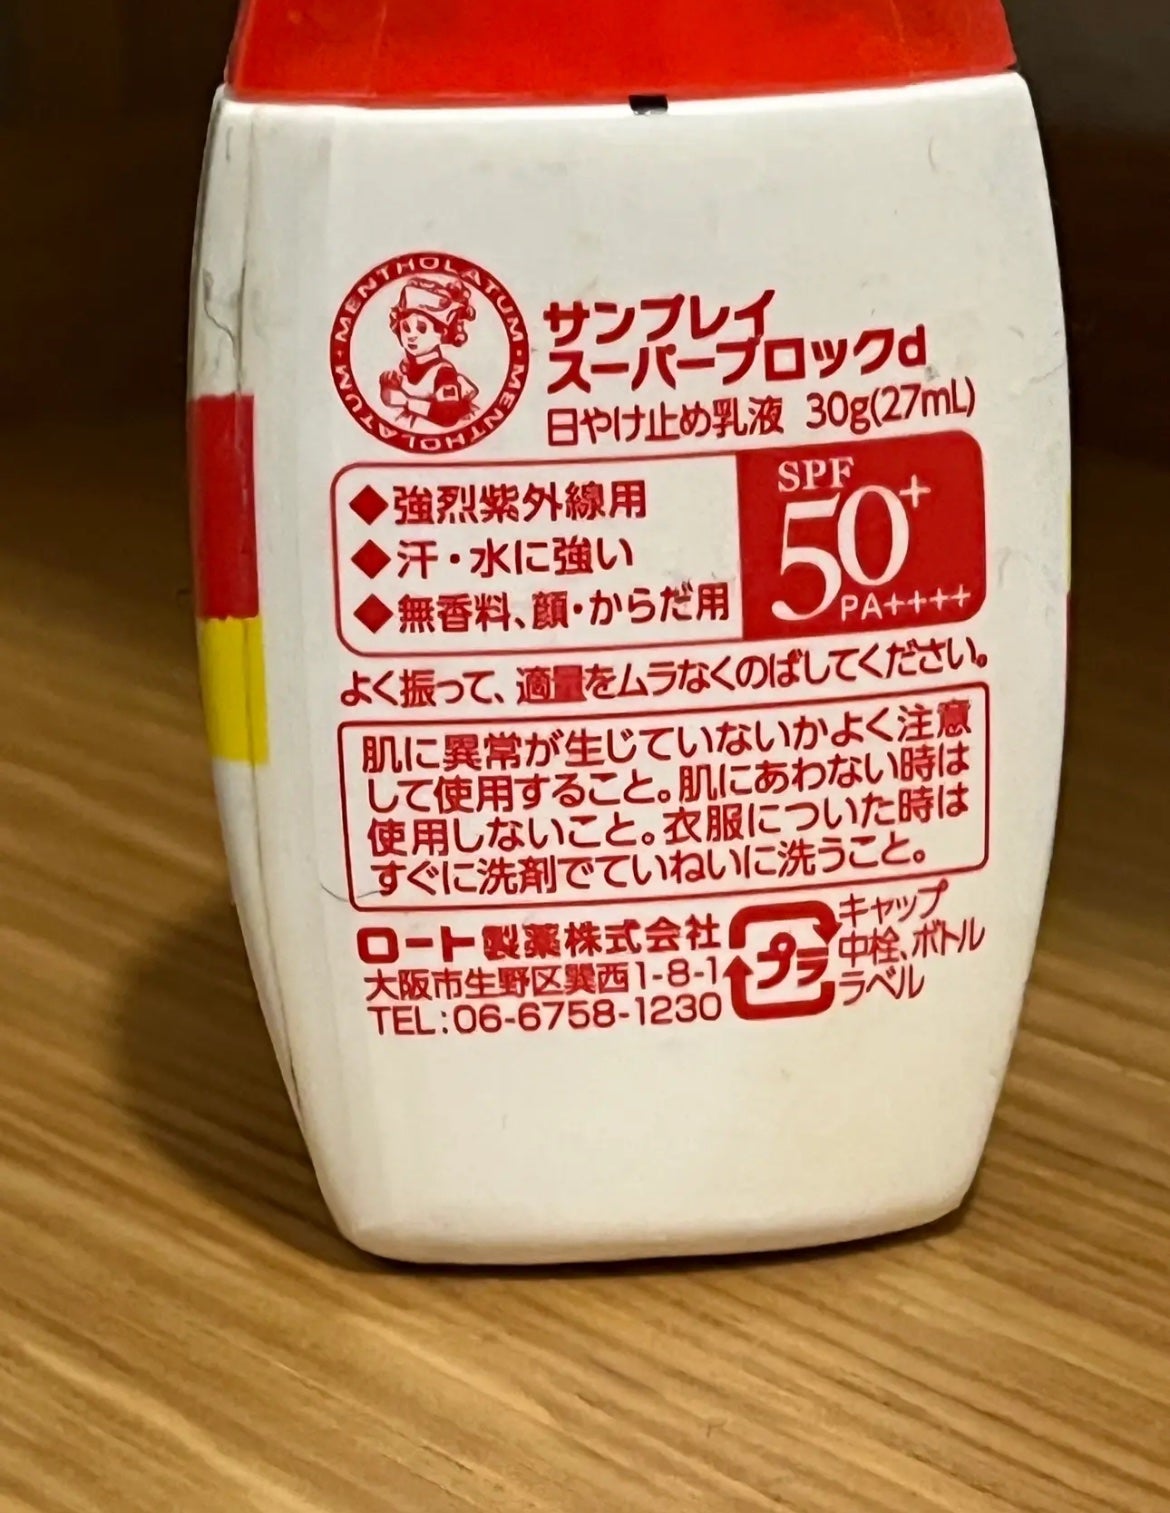 MENTHOLATUM・MENTHOLATUM・
サンプレイ
スーパーブロックd
日やけ止め乳液 30g(27mL)
◆強烈紫外線用
◆汗・水に強い
◆無香料、顔・からだ用
SPF
50+
PA++++
よく振って、適量をムラなくのばしてください。
肌に異常が生じていないかよく注意
して使用すること。肌にあわない時は
使用しないこと。衣服についた時は
すぐに洗剤でていねいに洗うこと。
ロート製薬株式会社
大阪市生野区巽西1-8-1
TEL:06-6758-1230
プラ
キャップ
中栓、ボトル
ラベル